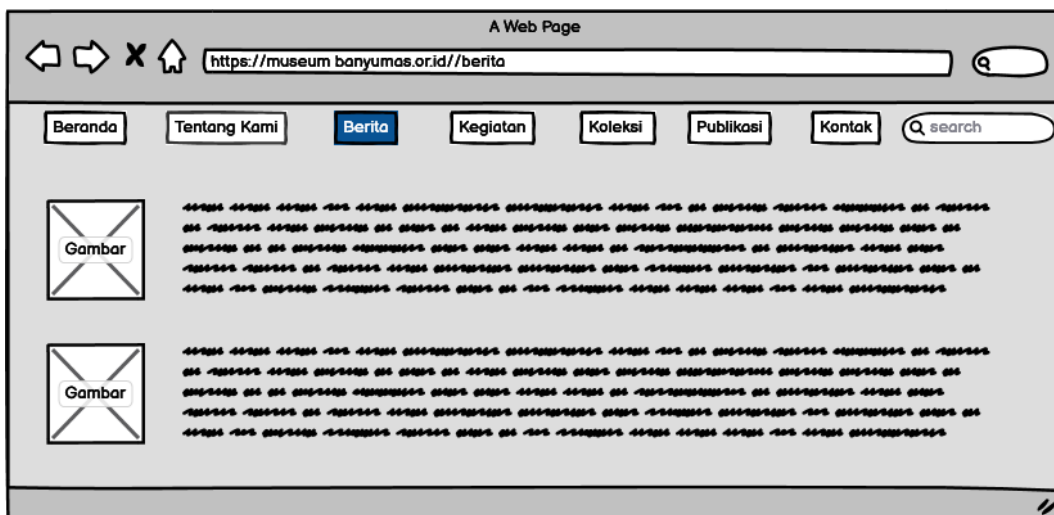 A Web Page
https://museum banyumas.or.id//berita
Beranda Tentang Kami Berita Kegiatan Koleksi Publikasi Kontak search
Gambar
Gambar